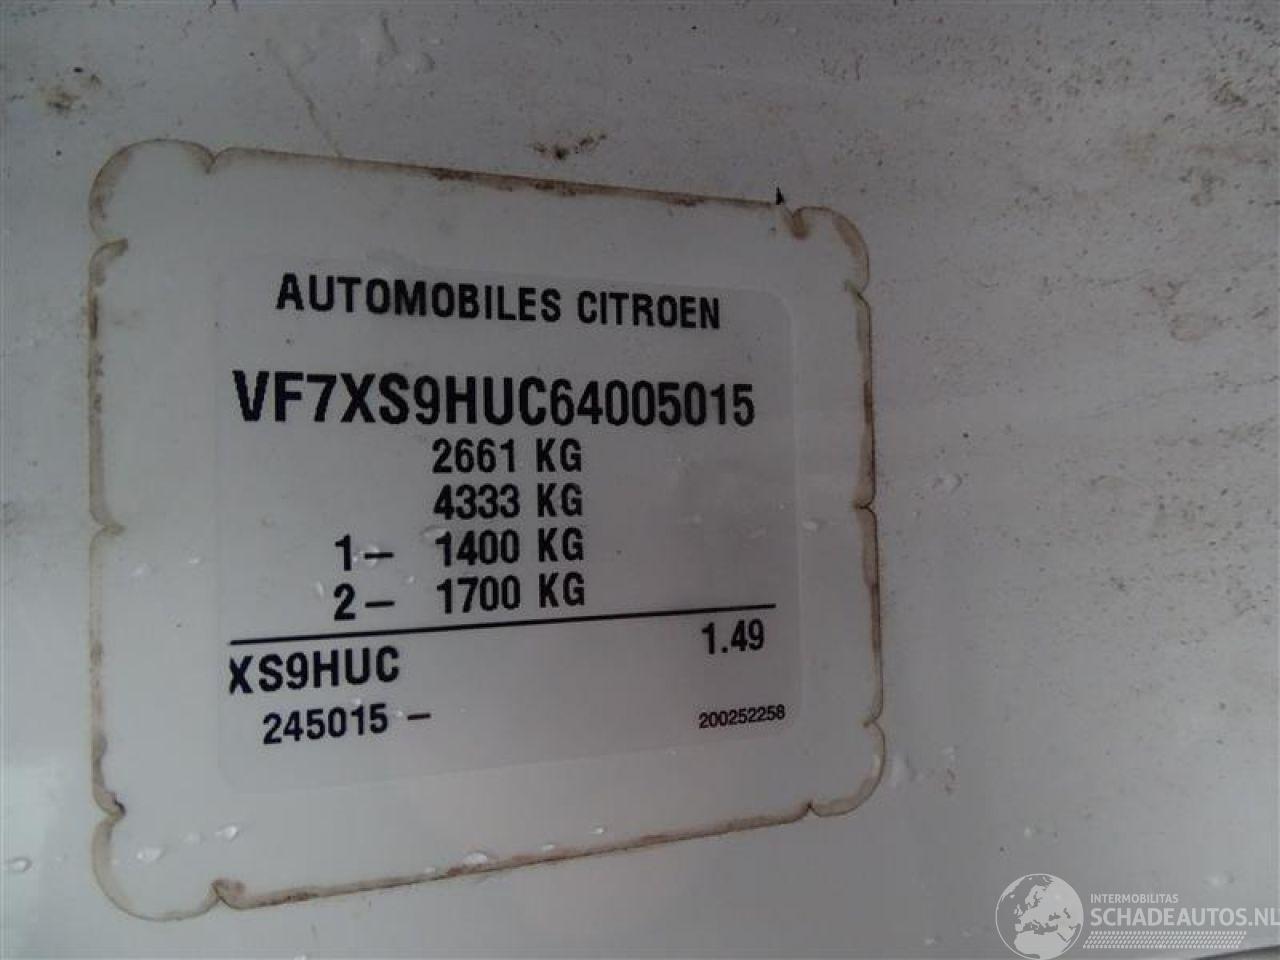 AUTOMOBILES CITROEN
VF7XS9HUC64005015
2661 KG
4333 KG
1- 1400 KG
2- 1700 KG
XS9HUC 1.49
245015 - 200252258
INTERMOBILITAS
SCHADEAUTOS.NL